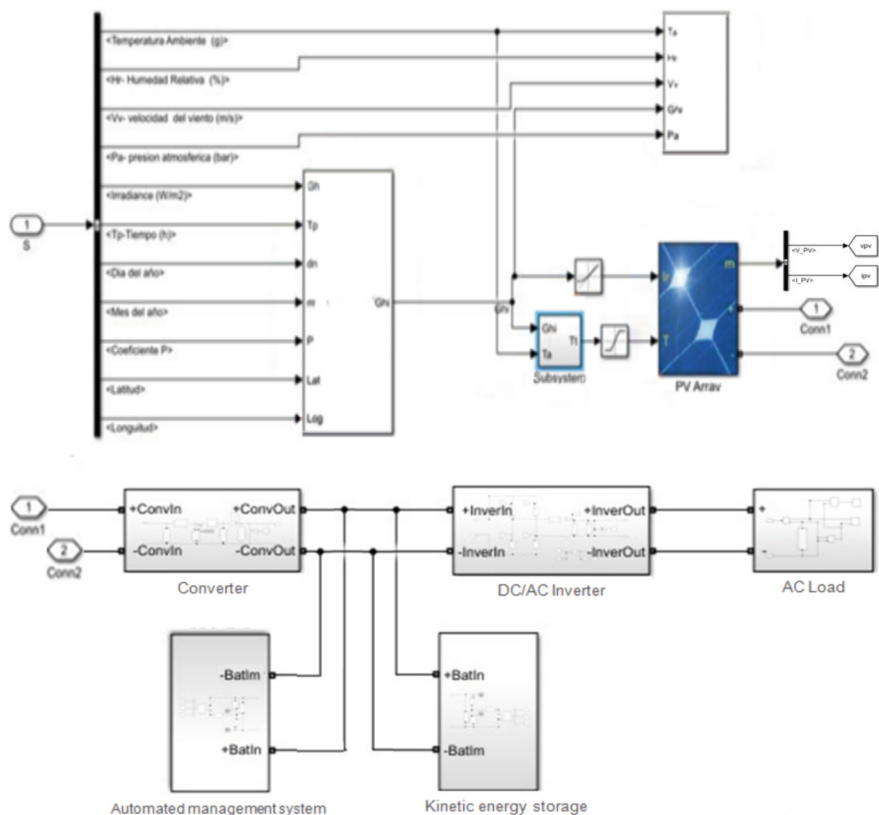 <Temperatura Ambiente (g)>
<Hr- Humedad Relativa (%)>
<Vv- velocidad del viento (m/s)>
<Pa- presion atmosferica (bar)>
<Irradiance (W/m2)>
<Tp-Tiempo (h)>
<Dia del año>
<Mes del año>
<Coeficiente P>
<Latitud>
<Longuitud>
1
S
Ta
Hr
Vv
G/v
Pa
Gh
Tp
dn
m
P
Lat
Log
Ghi
Ghi
Ghi
Ta
Tt
Subsystem
Ir
T
m
+
-
PV Array
<V_PV>
vpv
<I_PV>
ipv
1
Conn1
2
Conn2
1
Conn1
2
Conn2
+ConvIn
+ConvOut
-ConvIn
-ConvOut
Converter
+InverIn
+InverOut
-InverIn
-InverOut
DC/AC Inverter
+
-
AC Load
-BatIm
+BatIn
Automated management system
+BatIn
-BatIm
Kinetic energy storage